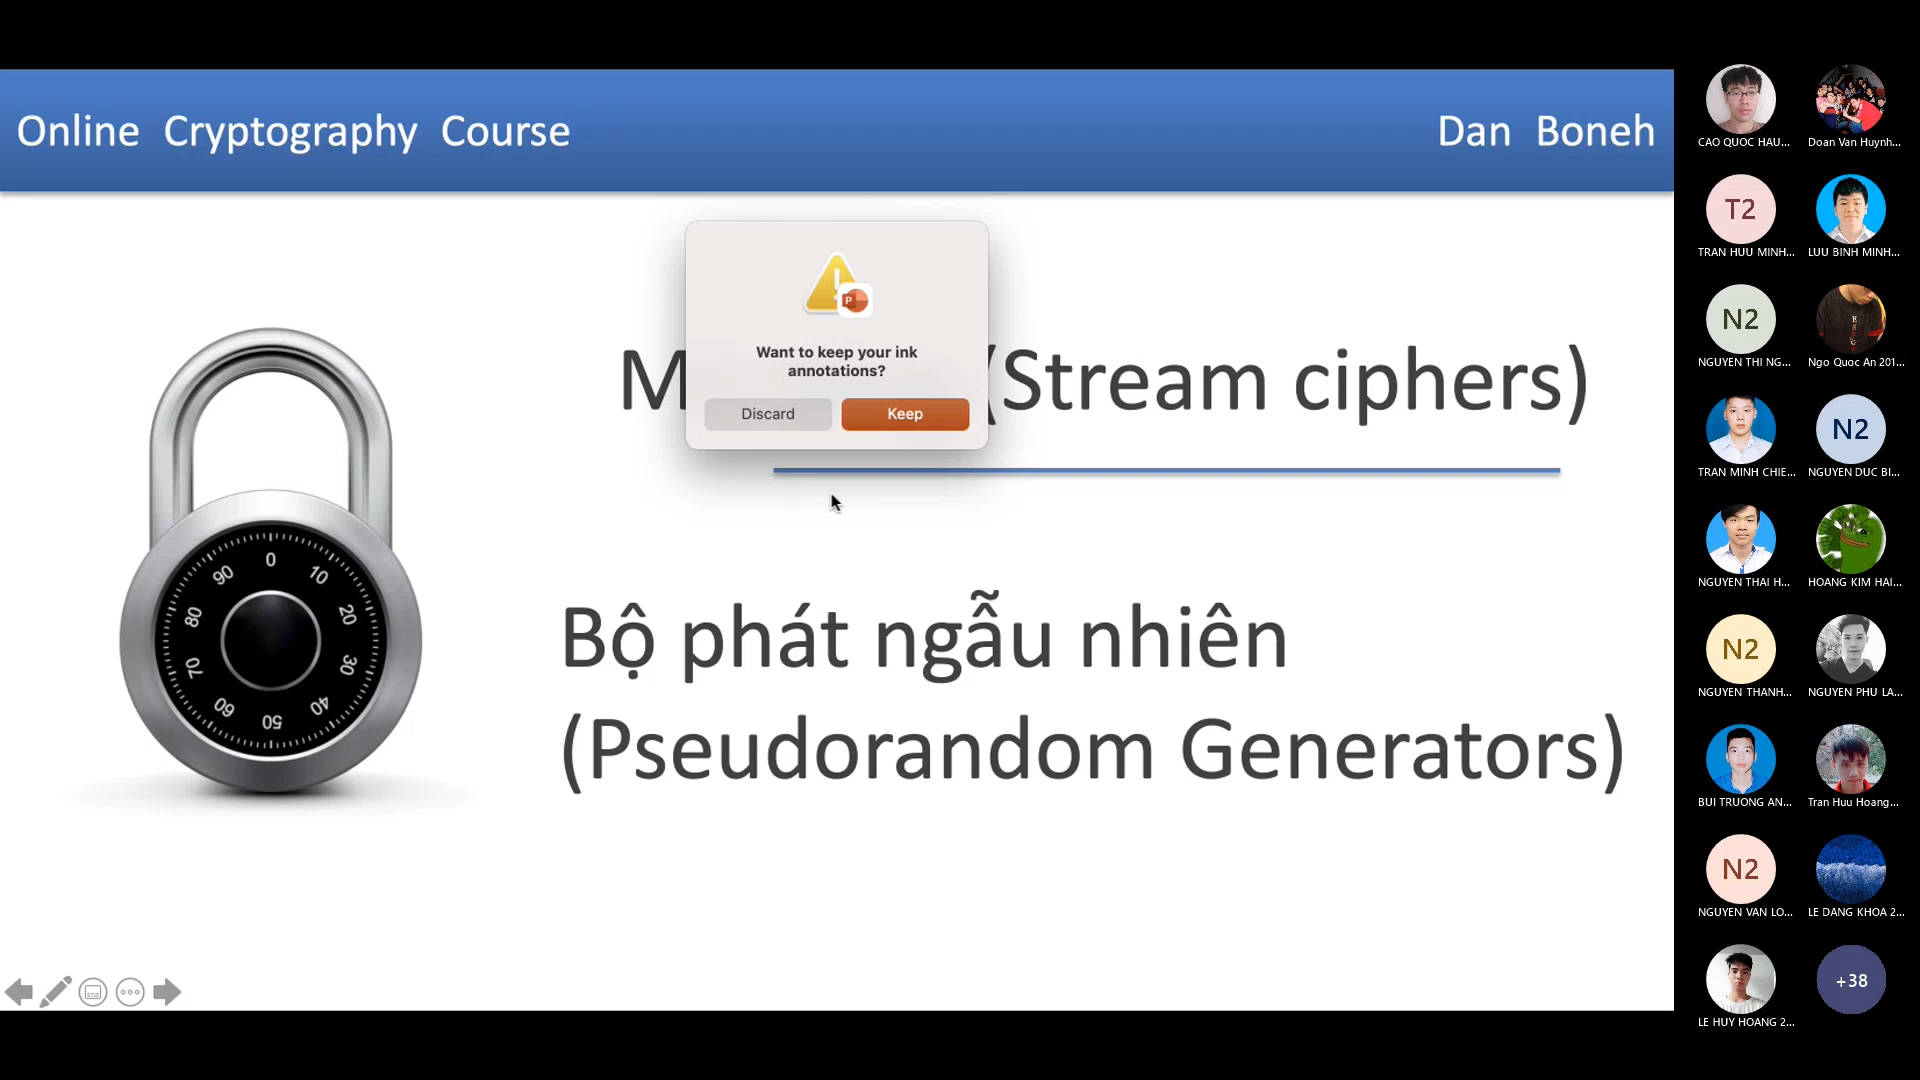 Online Cryptography Course
Dan Boneh
Want to keep your ink
annotations?
Discard
Keep
M
(Stream ciphers)
Bộ phát ngẫu nhiên
(Pseudorandom Generators)
0
10
20
30
40
50
60
70
80
90
CAO QUOC HAU...
Doan Van Huynh...
T2
TRAN HUU MINH...
LUU BINH MINH...
N2
NGUYEN THI NG...
Ngo Quoc An 201...
TRAN MINH CHIE...
N2
NGUYEN DUC BI...
NGUYEN THAI H...
HOANG KIM HAI...
N2
NGUYEN THANH...
NGUYEN PHU LA...
BUI TRUONG AN...
Tran Huu Hoang...
N2
NGUYEN VAN LO...
LE DANG KHOA 2...
LE HUY HOANG 2...
+38